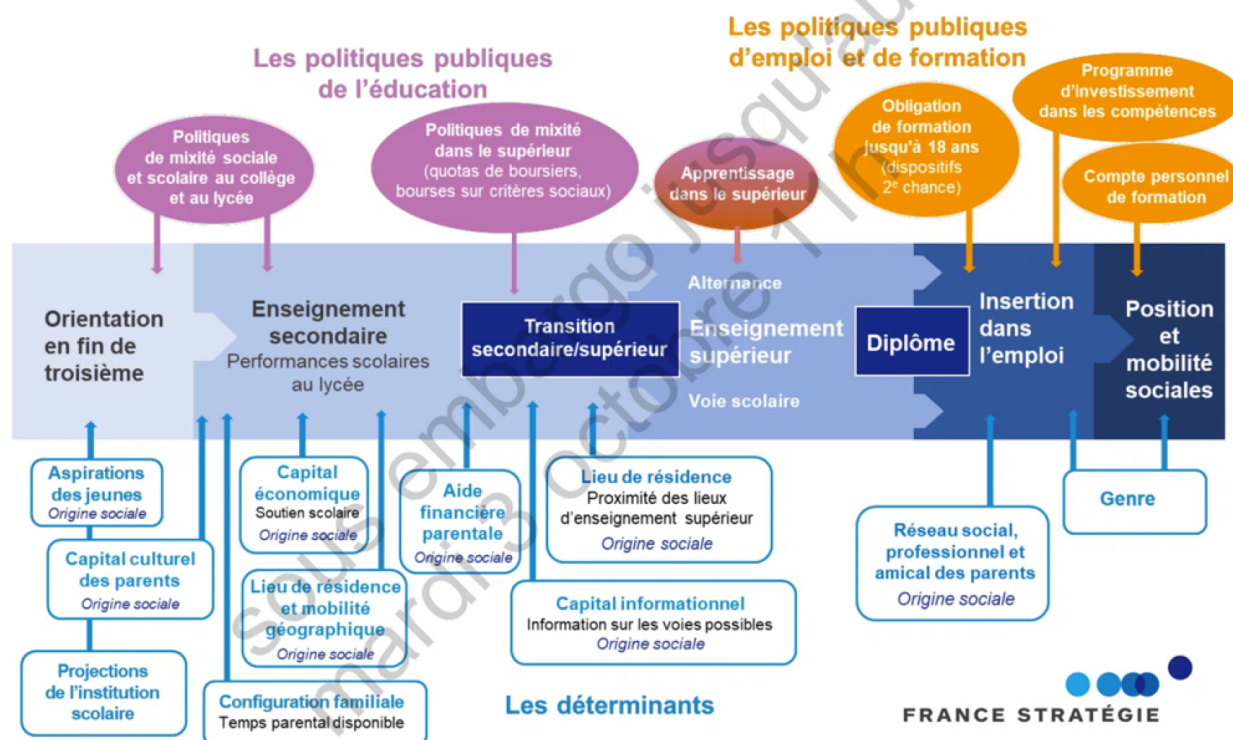 Les politiques publiques
de l'éducation
Les politiques publiques
d'emploi et de formation
Politiques
de mixité sociale
et scolaire au collège
et au lycée
Politiques de mixité
dans le supérieur
(quotas de boursiers,
bourses sur critères sociaux)
Apprentissage
dans le supérieur
Obligation
de formation
jusqu'à 18 ans
(dispositifs
2e chance)
Programme
d'investissement
dans les compétences
Compte personnel
de formation
Orientation
en fin de
troisième
Enseignement
secondaire
Performances scolaires
au lycée
Transition
secondaire/supérieur
Alternance
Enseignement
supérieur
Voie scolaire
Diplôme
Insertion
dans
l'emploi
Position
et
mobilité
sociales
Aspirations
des jeunes
Origine sociale
Capital culturel
des parents
Origine sociale
Projections
de l'institution
scolaire
Capital
économique
Soutien scolaire
Origine sociale
Lieu de résidence
et mobilité
géographique
Origine sociale
Configuration familiale
Temps parental disponible
Aide
financière
parentale
Origine sociale
Lieu de résidence
Proximité des lieux
d'enseignement supérieur
Origine sociale
Capital informationnel
Information sur les voies possibles
Origine sociale
Réseau social,
professionnel et
amical des parents
Origine sociale
Genre
Les déterminants
FRANCE STRATÉGIE
sous embargo jusqu'au
mardi 3 octobre 11h